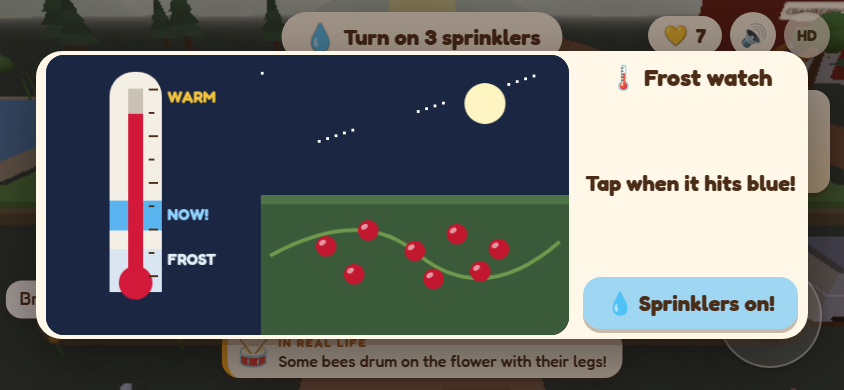 Turn on 3 sprinklers
7
HD
Frost watch
WARM
Tap when it hits blue!
NOW!
FROST
Sprinklers on!
Br
IN REAL LIFE
Some bees drum on the flower with their legs!